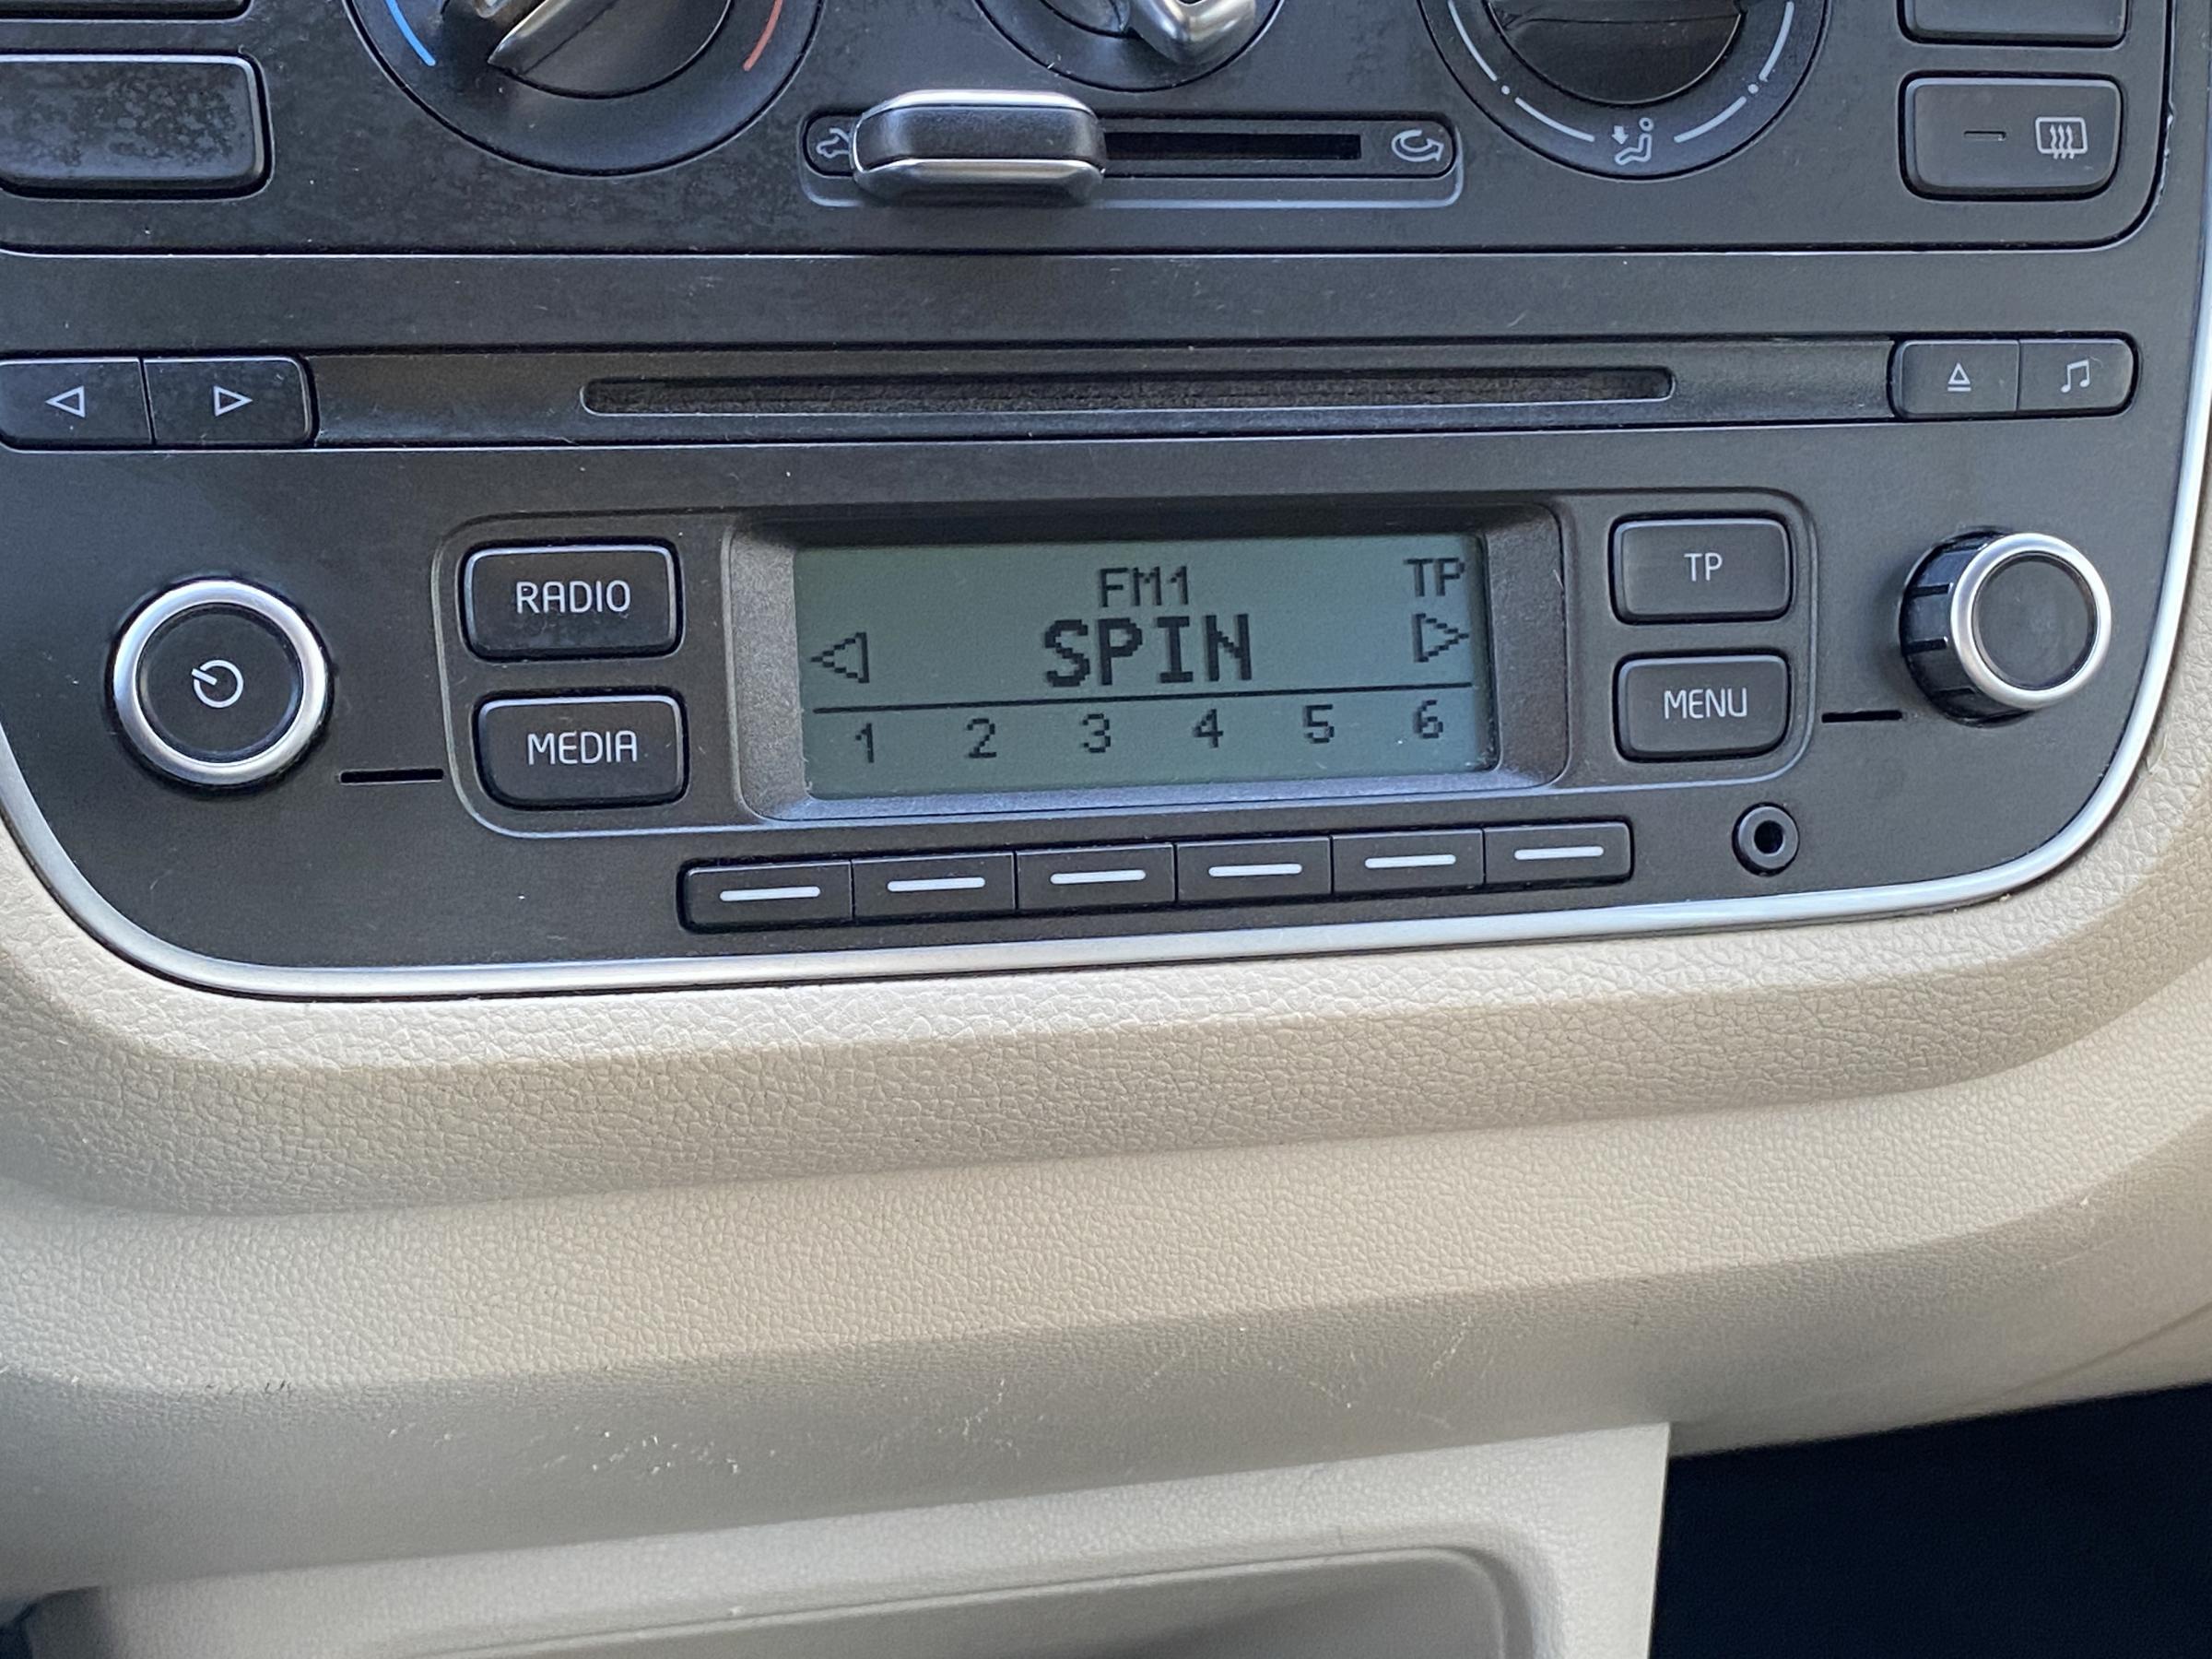 RADIO
MEDIA
FM1
TP
SPIN
1 2 3 4 5 6
TP
MENU